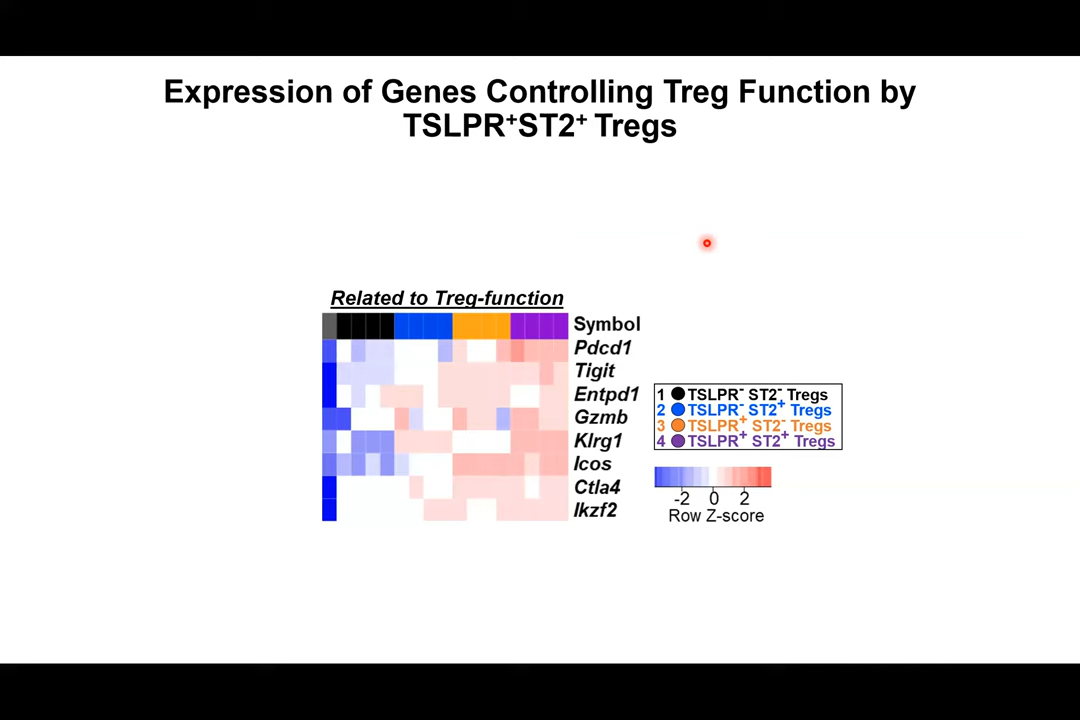 Expression of Genes Controlling Treg Function by
TSLPR⁺ST2⁺ Tregs
Related to Treg-function
Symbol
Pdcd1
Tigit
Entpd1
Gzmb
Klrg1
Icos
Ctla4
Ikzf2
1 TSLPR⁻ ST2⁻ Tregs
2 TSLPR⁻ ST2⁺ Tregs
3 TSLPR⁺ ST2⁻ Tregs
4 TSLPR⁺ ST2⁺ Tregs
-2 0 2
Row Z-score